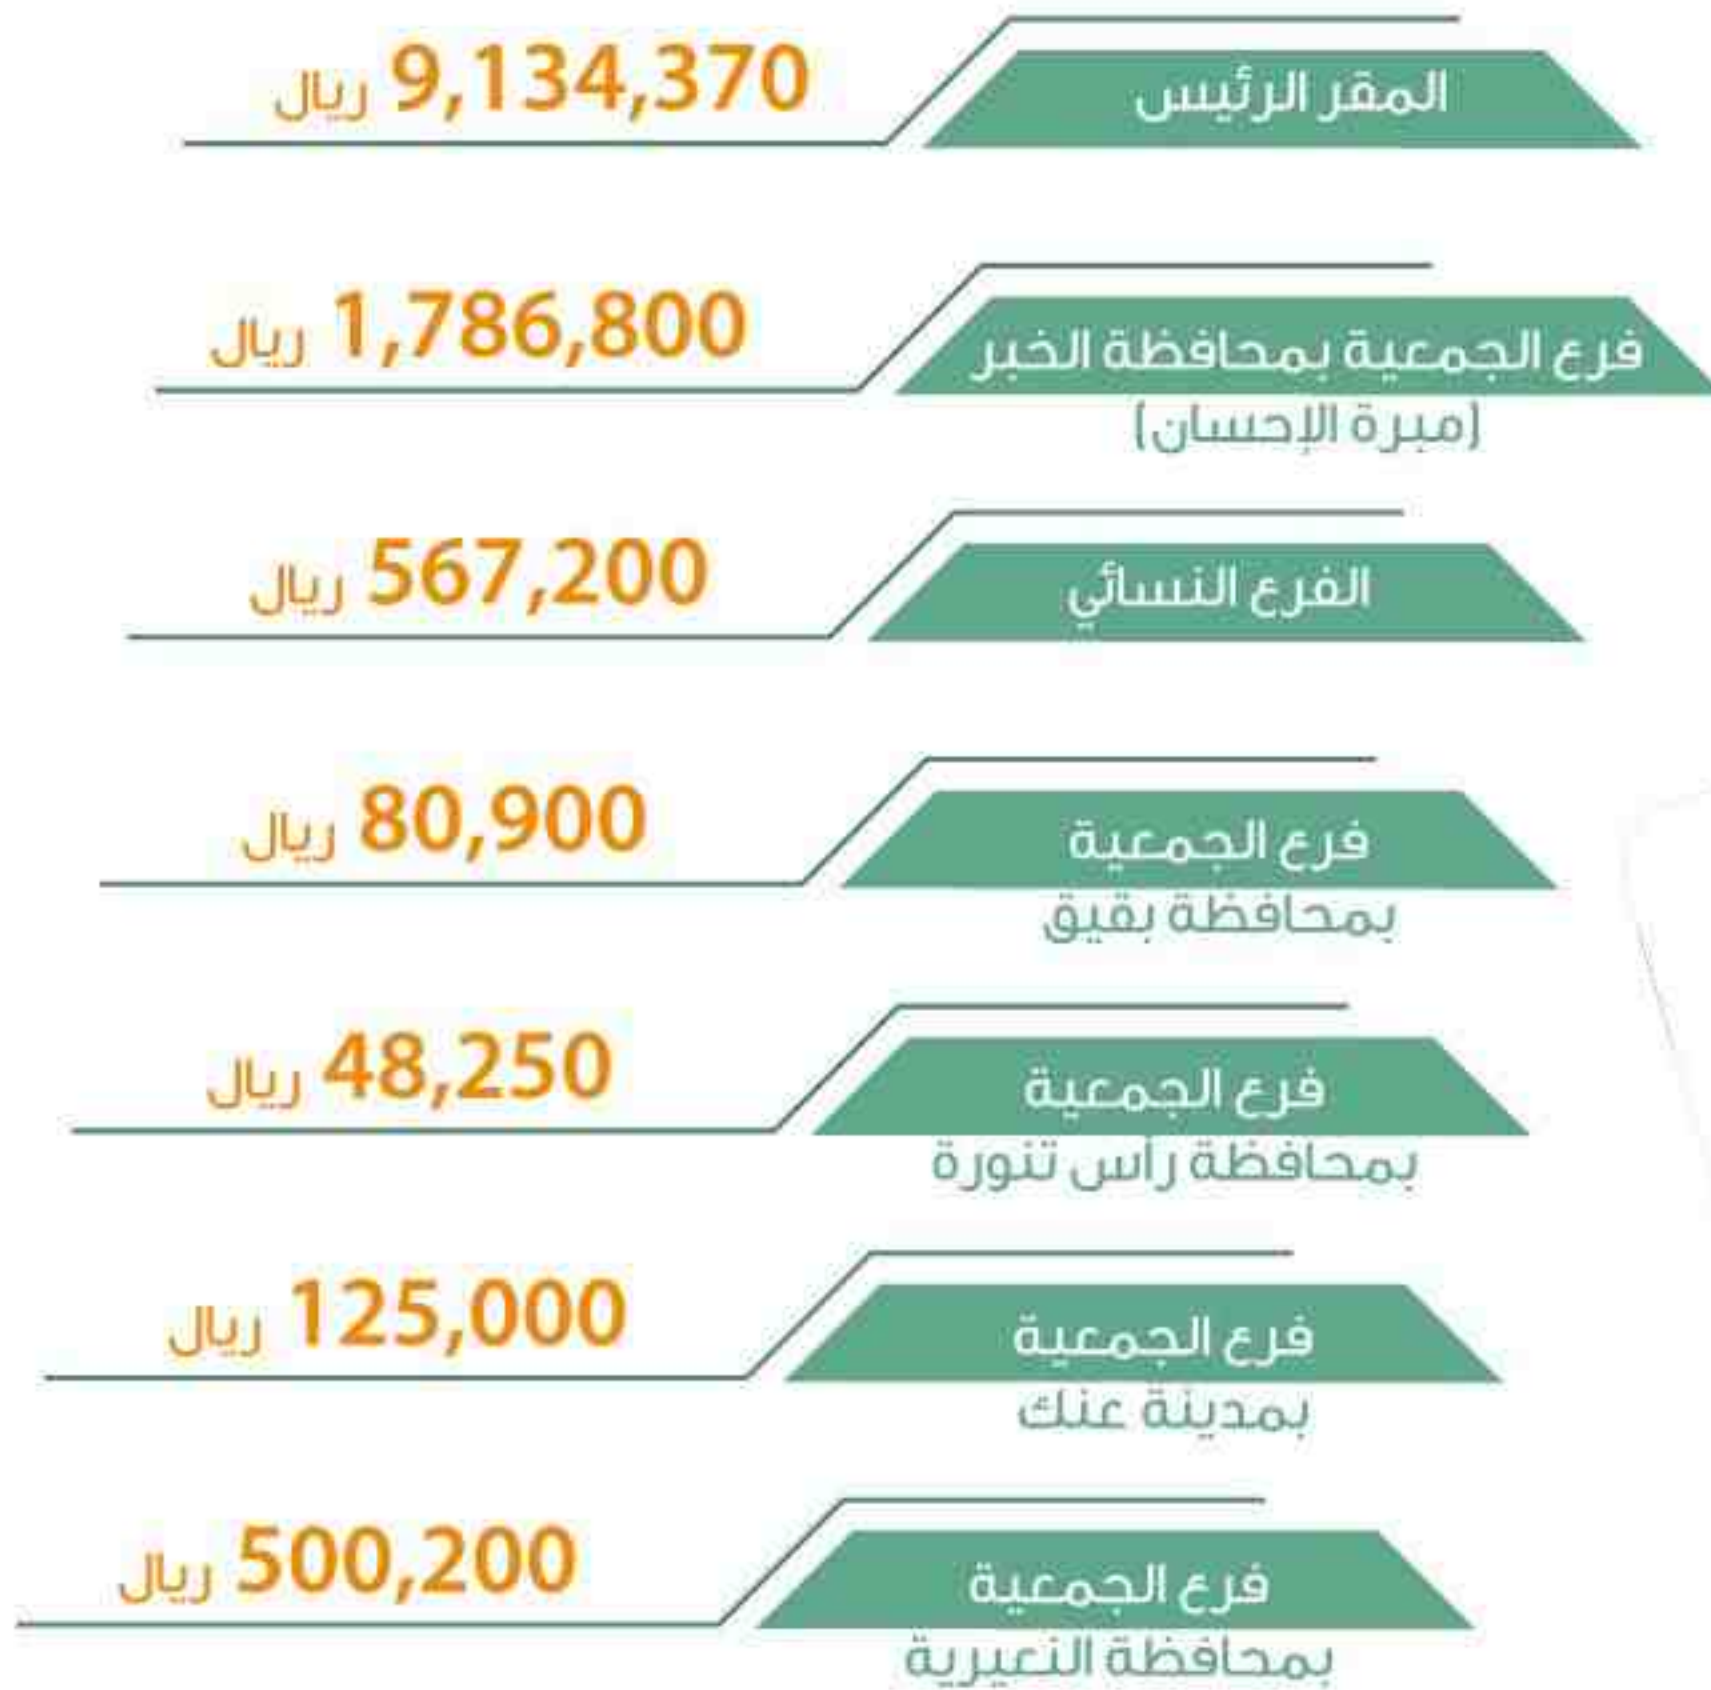 المقر الرئيس
9,134,370 ريال
فرع الجمعية بمحافظة الخبر
(مبرة الإحسان)
1,786,800 ريال
الفرع النسائي
567,200 ريال
فرع الجمعية
بمحافظة بقيق
80,900 ريال
فرع الجمعية
بمحافظة رأس تنورة
48,250 ريال
فرع الجمعية
بمدينة عنك
125,000 ريال
فرع الجمعية
بمحافظة النعيرية
500,200 ريال